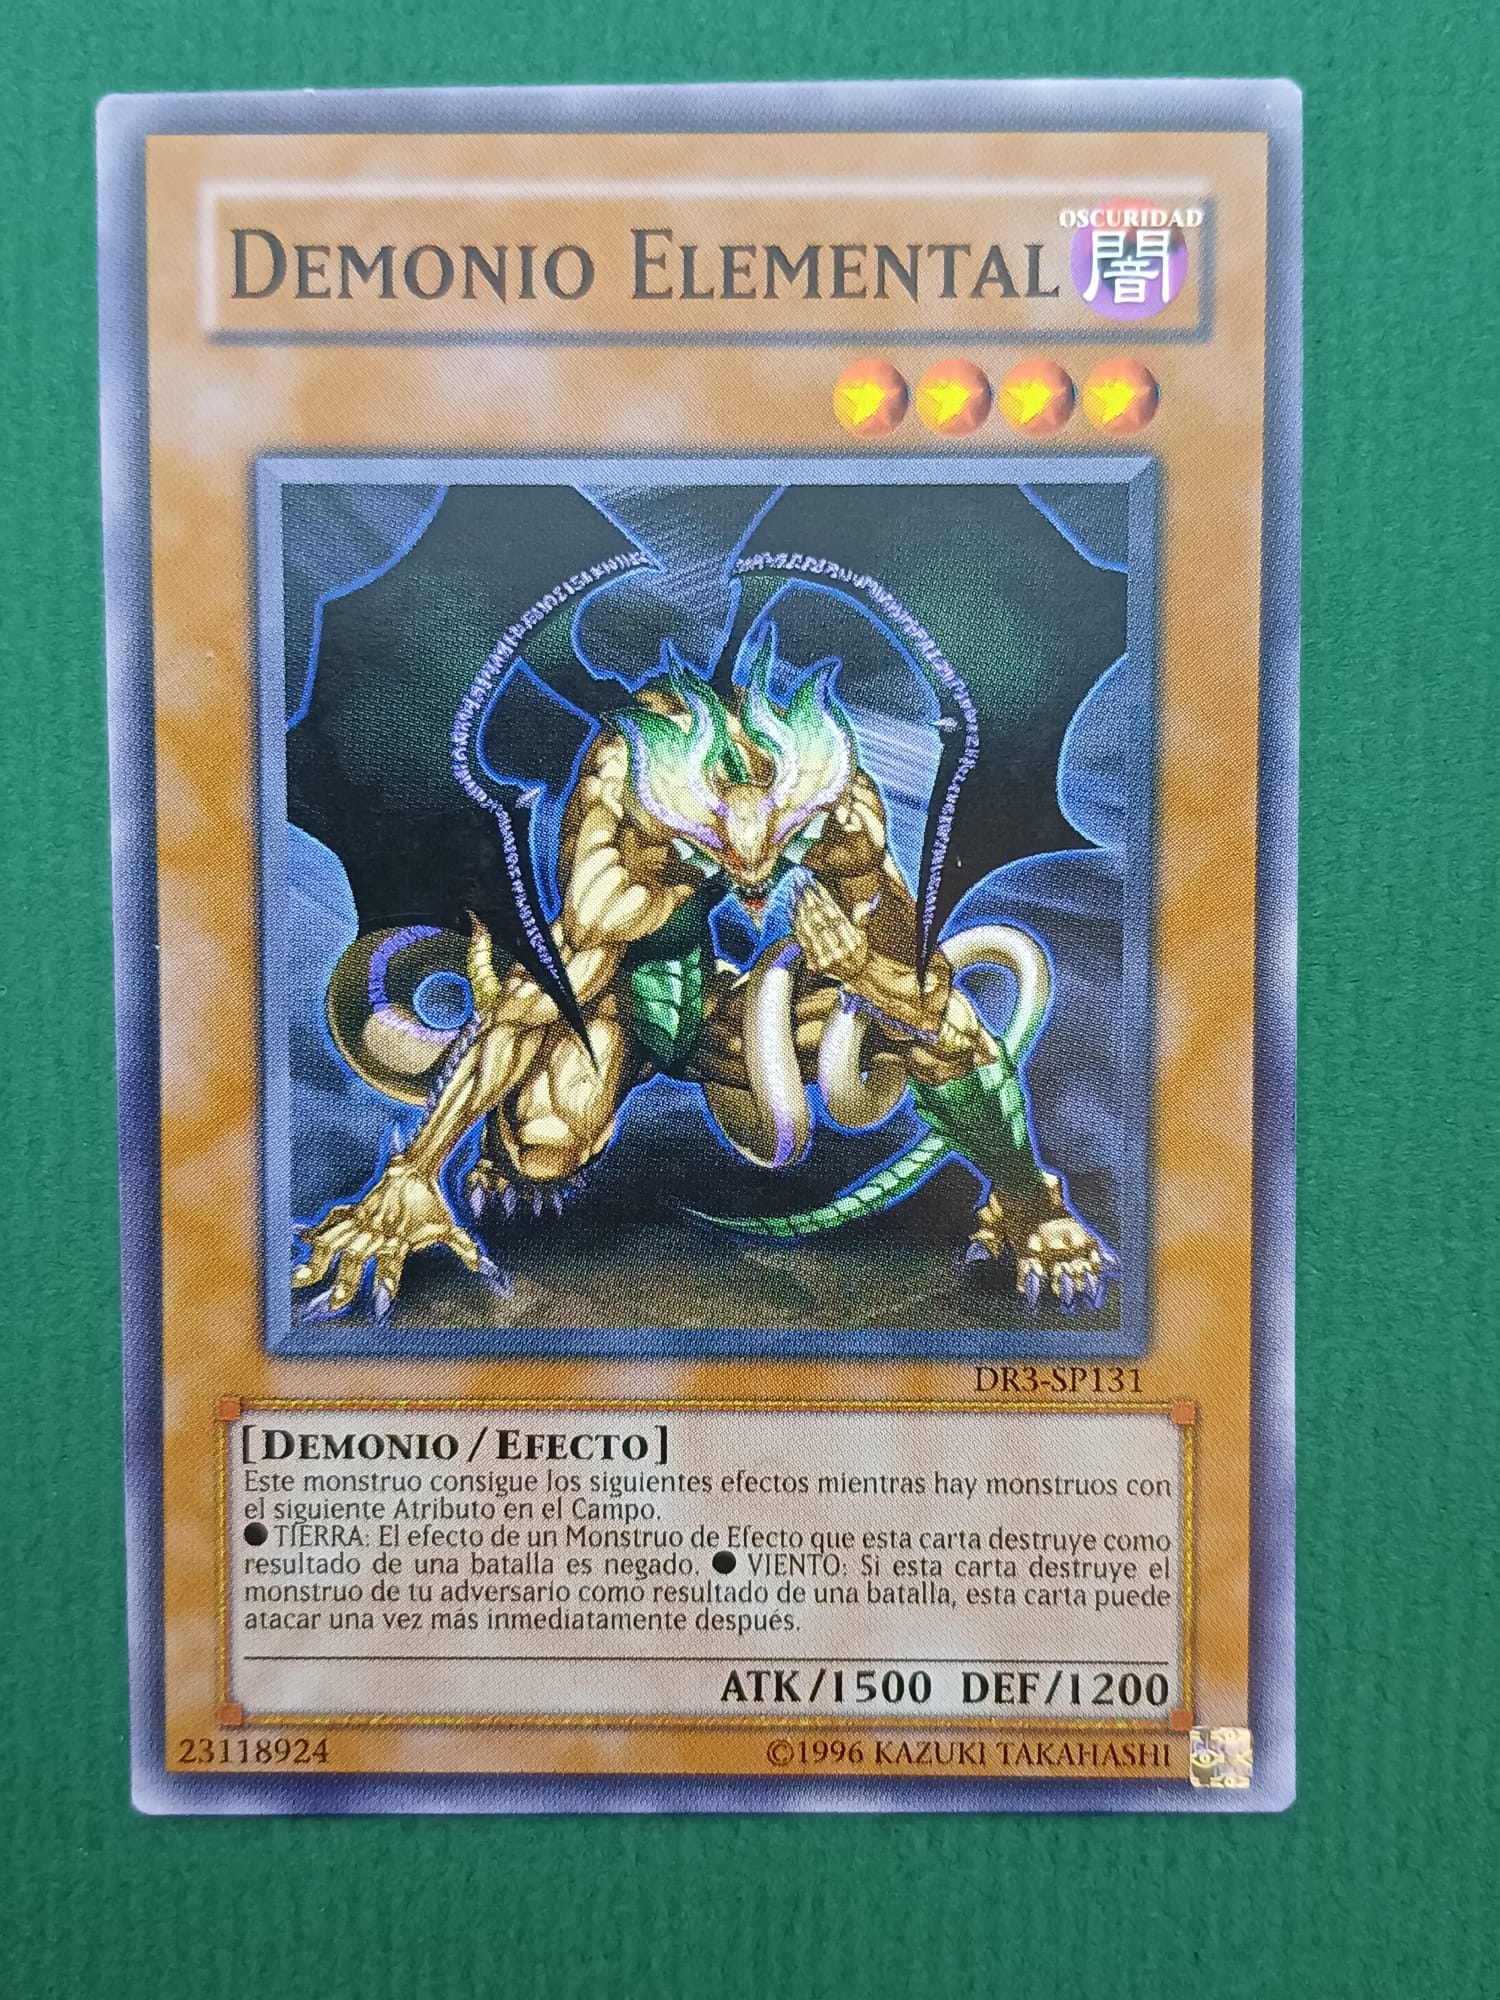 DEMONIO ELEMENTAL
OSCURIDAD
闇
DR3-SP131
[DEMONIO/EFECTO]
Este monstruo consigue los siguientes efectos mientras hay monstruos con
el siguiente Atributo en el Campo.
● TIERRA: El efecto de un Monstruo de Efecto que esta carta destruye como
resultado de una batalla es negado. ● VIENTO: Si esta carta destruye el
monstruo de tu adversario como resultado de una batalla, esta carta puede
atacar una vez más inmediatamente después.
ATK/1500 DEF/1200
23118924
©1996 KAZUKI TAKAHASHI